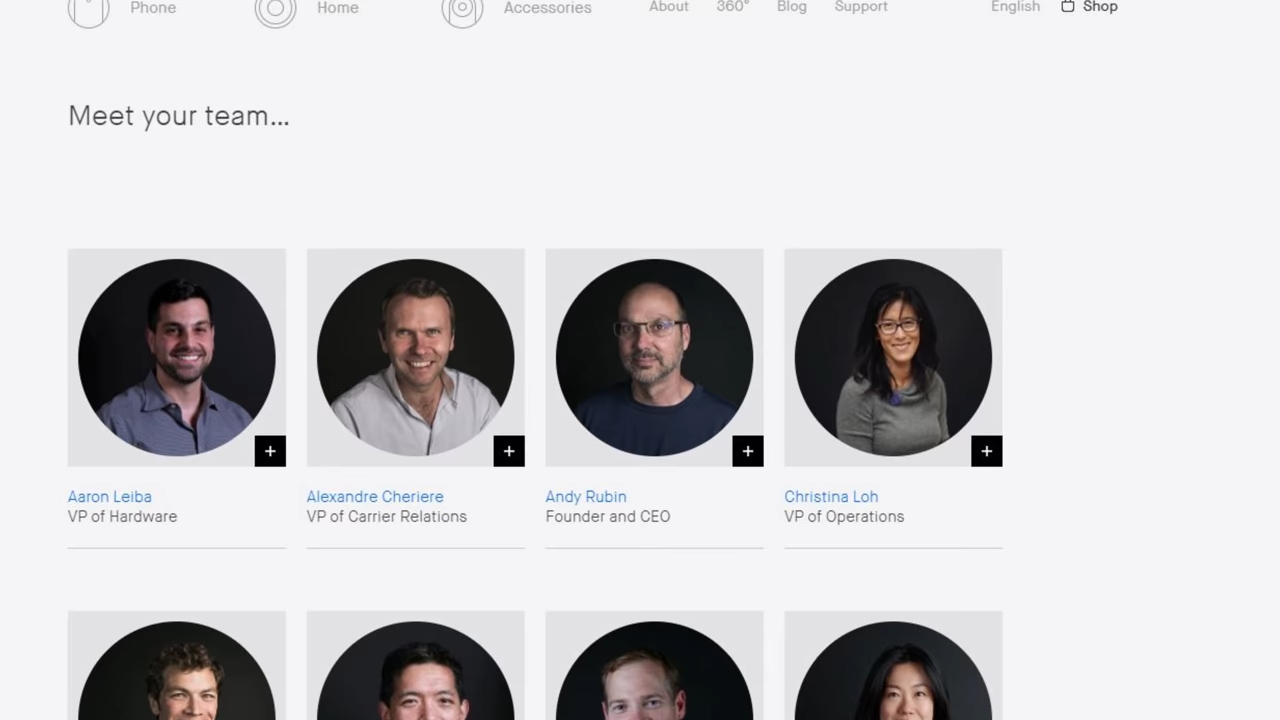 Phone
Home
Accessories
About
360°
Blog
Support
English
Shop
Meet your team...
Aaron Leiba
VP of Hardware
Alexandre Cheriere
VP of Carrier Relations
Andy Rubin
Founder and CEO
Christina Loh
VP of Operations